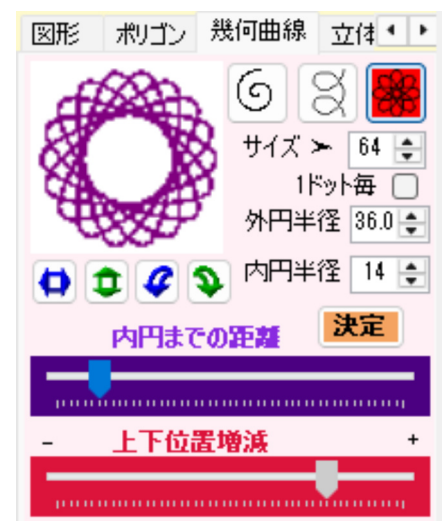 図形 ポリゴン 幾何曲線 立体
サイズ 64
1ドット毎
外円半径 36.0
内円半径 14
決定
内円までの距離
- 上下位置増減 +